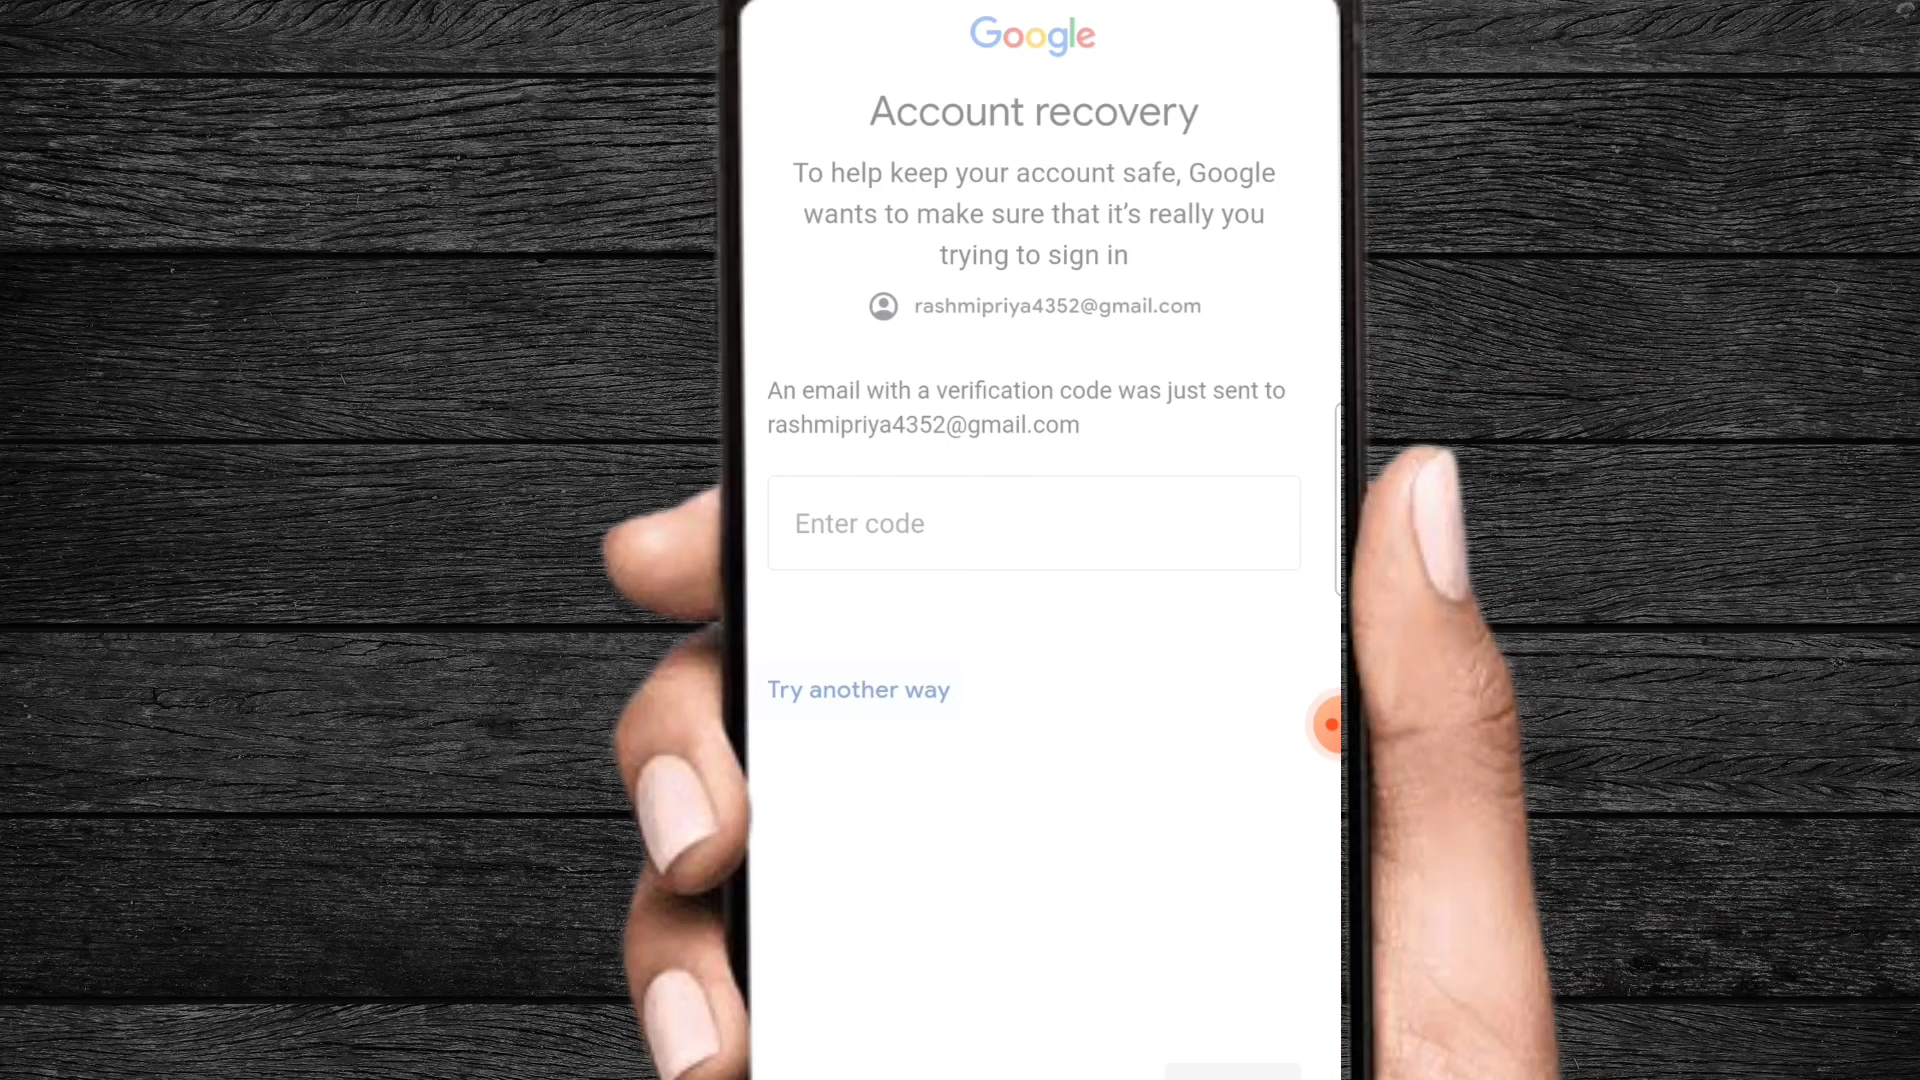 Google
Account recovery
To help keep your account safe, Google
wants to make sure that it’s really you
trying to sign in
rashmipriya4352@gmail.com
An email with a verification code was just sent to
rashmipriya4352@gmail.com
Enter code
Try another way